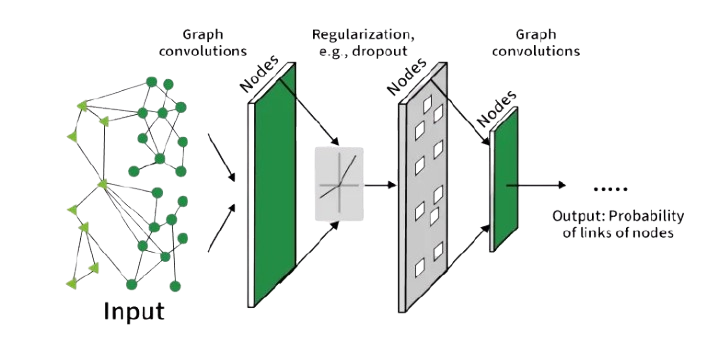 Graph
convolutions
Regularization,
e.g., dropout
Graph
convolutions
Nodes
Nodes
Nodes
.....
Output: Probability
of links of nodes
Input